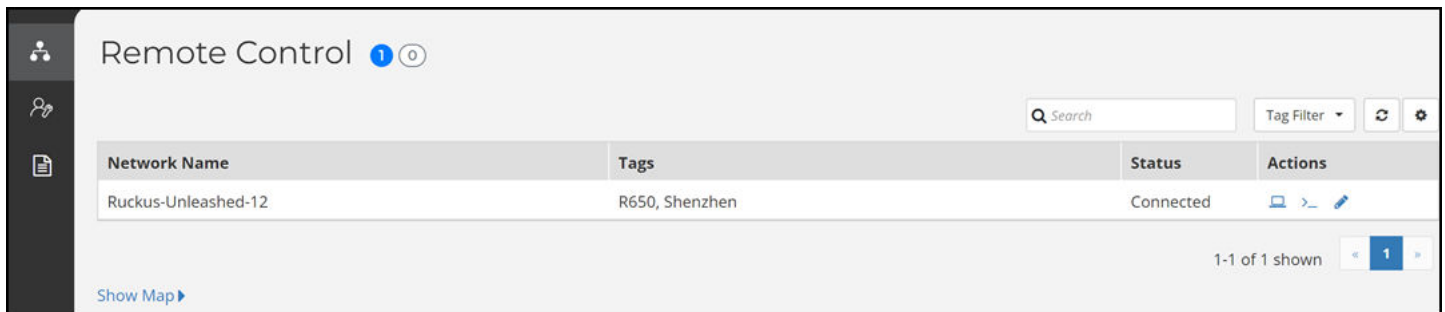 Remote Control 1 0
Search Tag Filter
Network Name Tags Status Actions
Ruckus-Unleashed-12 R650, Shenzhen Connected
1-1 of 1 shown « 1 »
Show Map